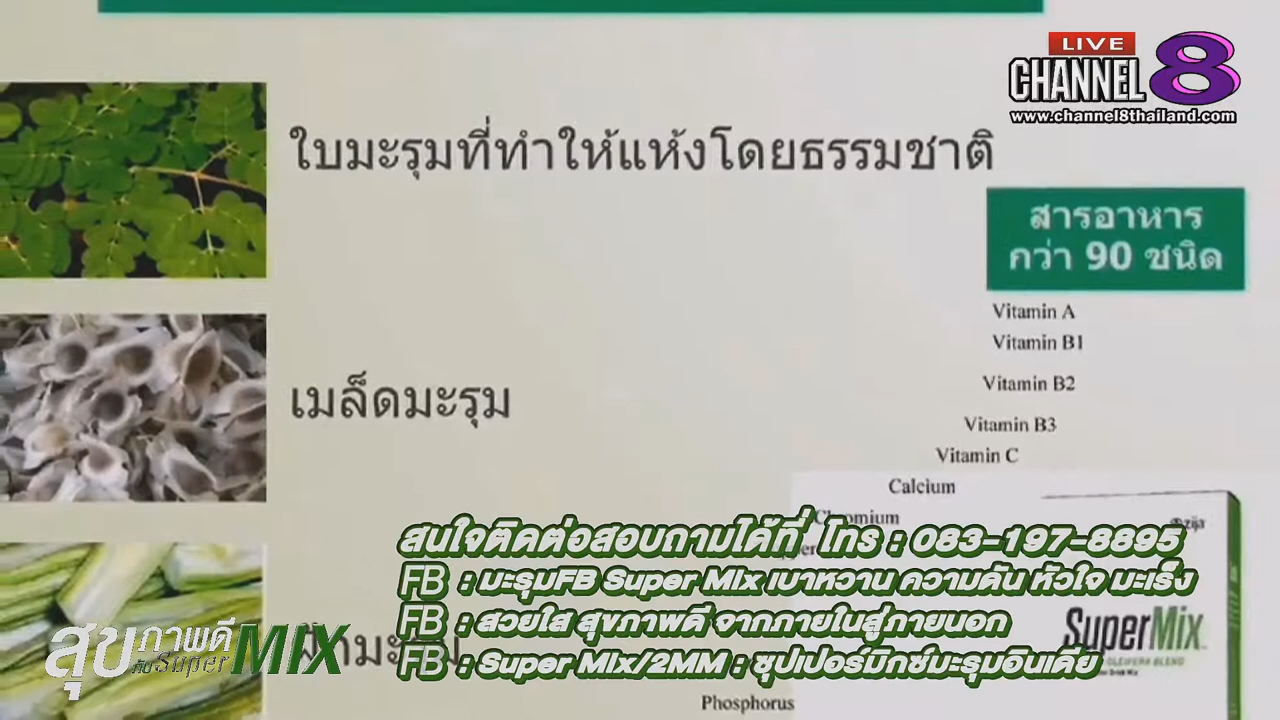 LIVE
CHANNEL 8
www.channel8thailand.com
ใบมะรุมที่ทำให้แห้งโดยธรรมชาติ
สารอาหาร
กว่า 90 ชนิด
Vitamin A
Vitamin B1
เมล็ดมะรุม
Vitamin B2
Vitamin B3
Vitamin C
Calcium
Chromium
zija
สนใจติดต่อสอบถามได้ที่ โทร : 083-197-8895
FB : มะรุมFB Super Mix เบาหวาน ความดัน หัวใจ มะเร็ง
FB : สวยใส สุขภาพดี จากภายในสู่ภายนอก
FB : Super Mix/2MM : ซุปเปอร์มิกซ์มะรุมอินเดีย
SuperMix
OLEIFERA BLEND
สุขภาพดี
กับ Super MIX
Phosphorus